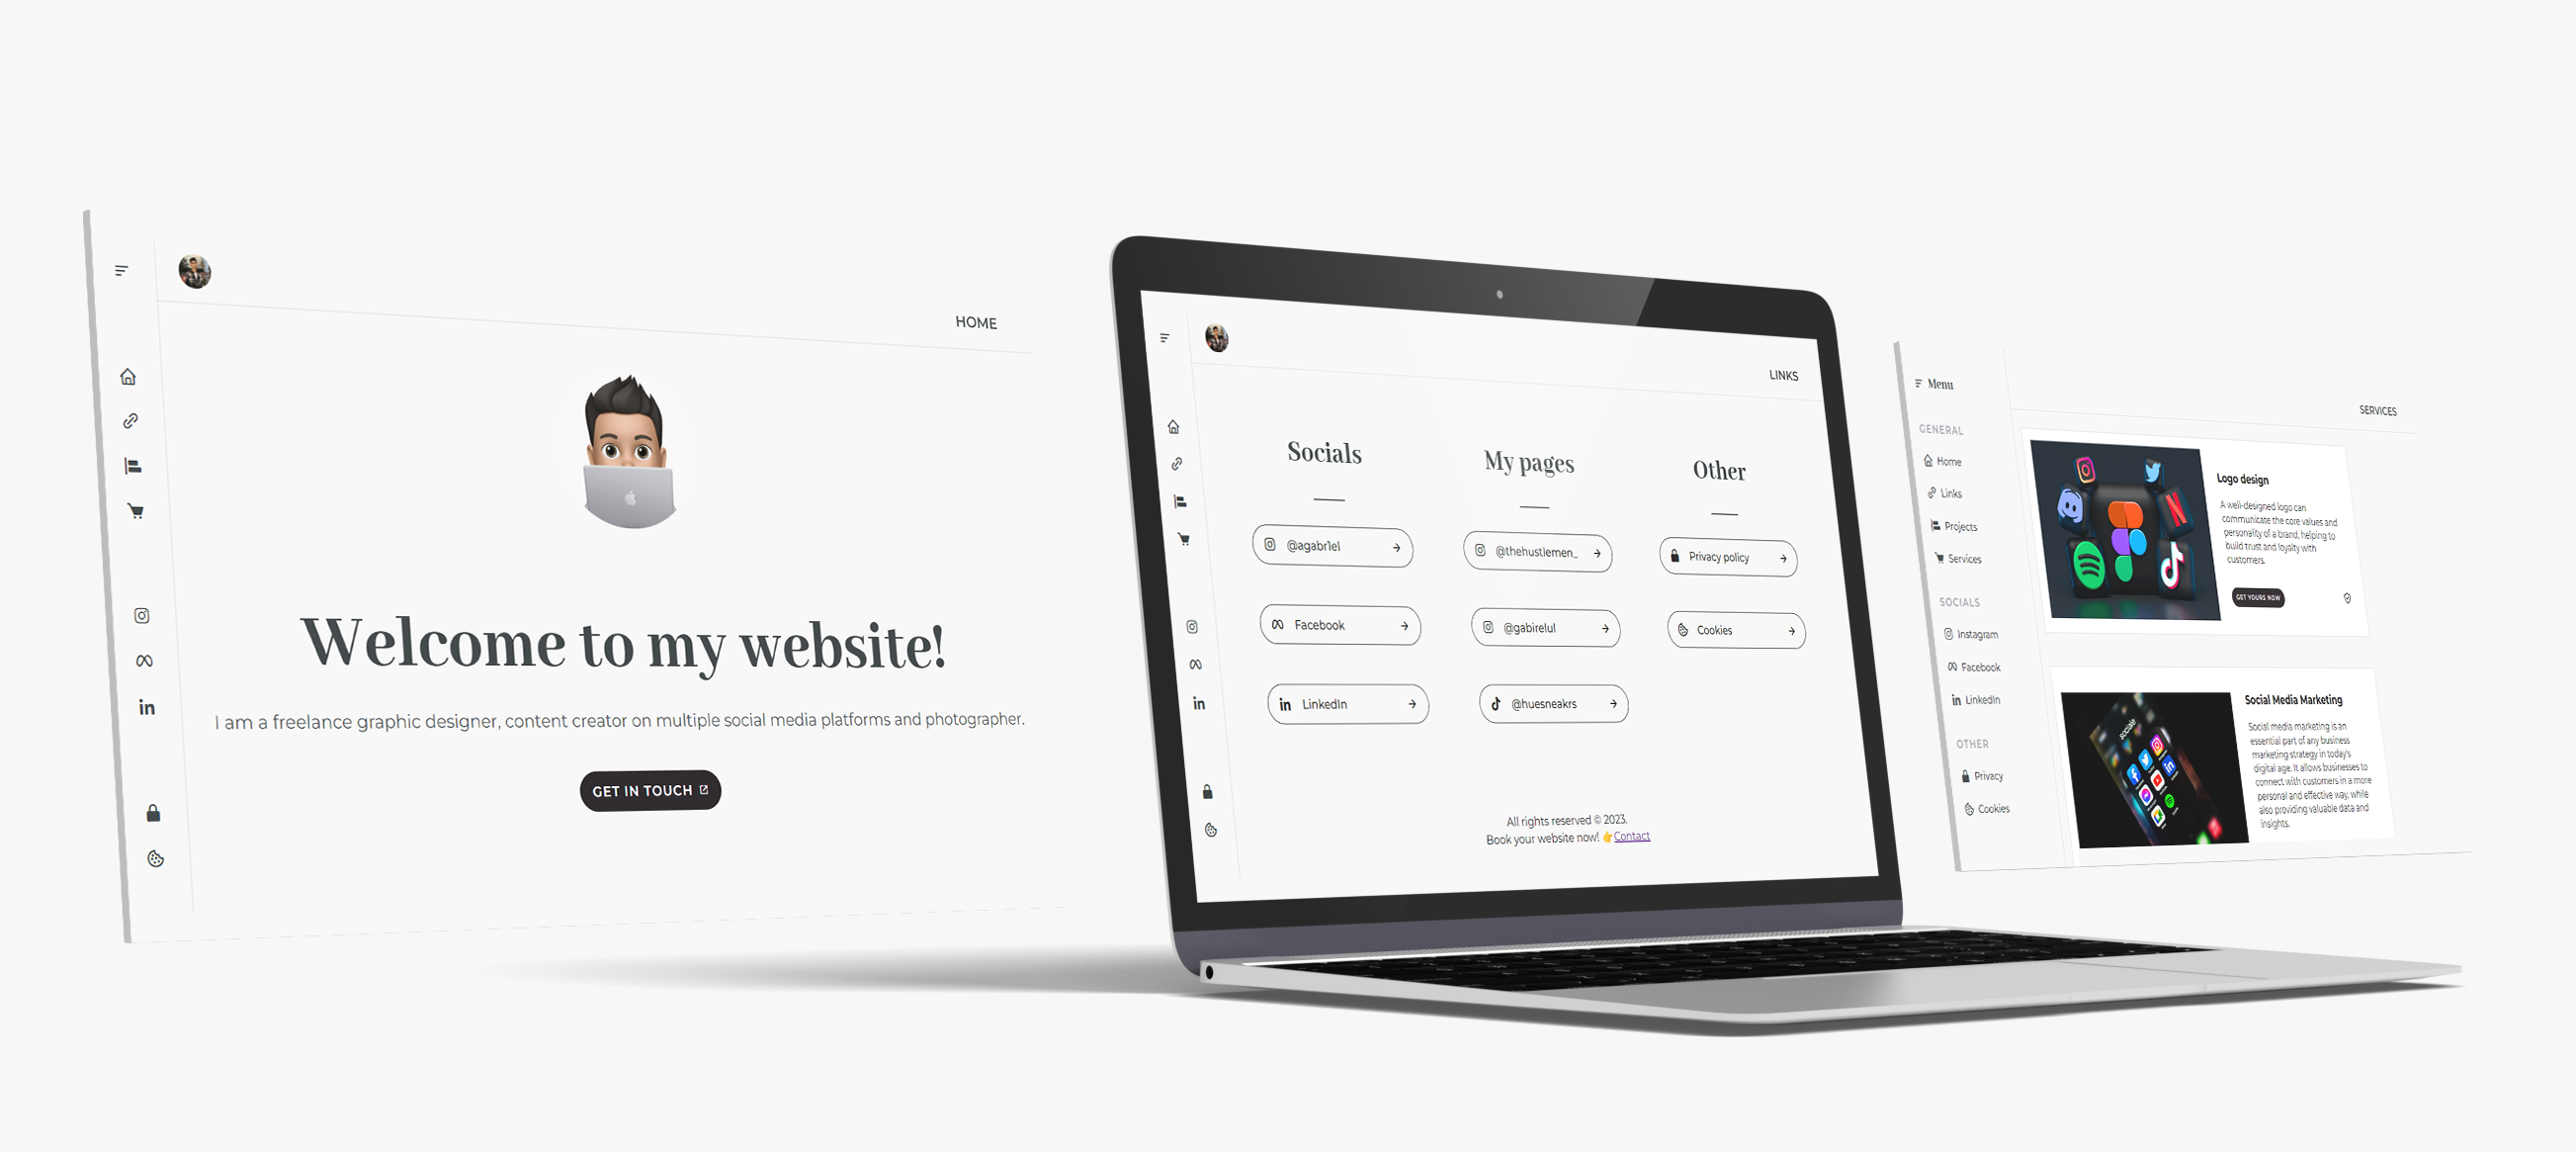 HOME
Welcome to my website!
I am a freelance graphic designer, content creator on multiple social media platforms and photographer.
GET IN TOUCH
in
LINKS
Socials
@agabr1el
Facebook
in LinkedIn
My pages
@thehustlemen_
@gabirelul
@huesneakrs
Other
Privacy policy
Cookies
All rights reserved © 2023.
Book your website now! 👉Contact
in
Menu
GENERAL
Home
Links
Projects
Services
SOCIALS
Instagram
Facebook
in LinkedIn
OTHER
Privacy
Cookies
SERVICES
Logo design
A well-designed logo can
communicate the core values and
personality of a brand, helping to
build trust and loyalty with
customers.
GET YOURS NOW
Social Media Marketing
Social media marketing is an
essential part of any business
marketing strategy in today's
digital age. It allows businesses to
connect with customers in a more
personal and effective way, while
also providing valuable data and
insights.